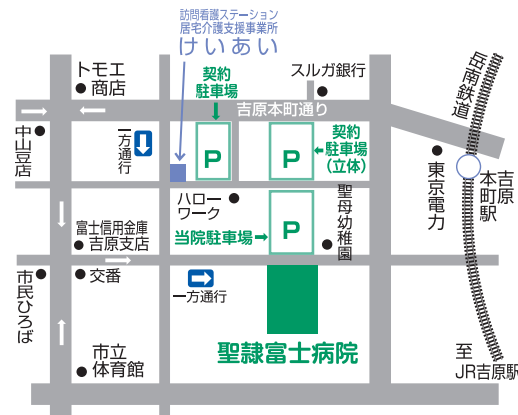 訪問看護ステーション
居宅介護支援事業所
けいあい
トモエ
商店
契約
駐車場
スルガ銀行
岳南鉄道
吉原本町通り
中山豆店
一方通行
P
P
契約
駐車場
(立体)
東京電力
吉原
本町駅
ハロー
ワーク
聖母幼稚園
富士信用金庫
吉原支店
当院駐車場
P
市民ひろば
交番
一方通行
聖隷富士病院
市立
体育館
至
JR吉原駅